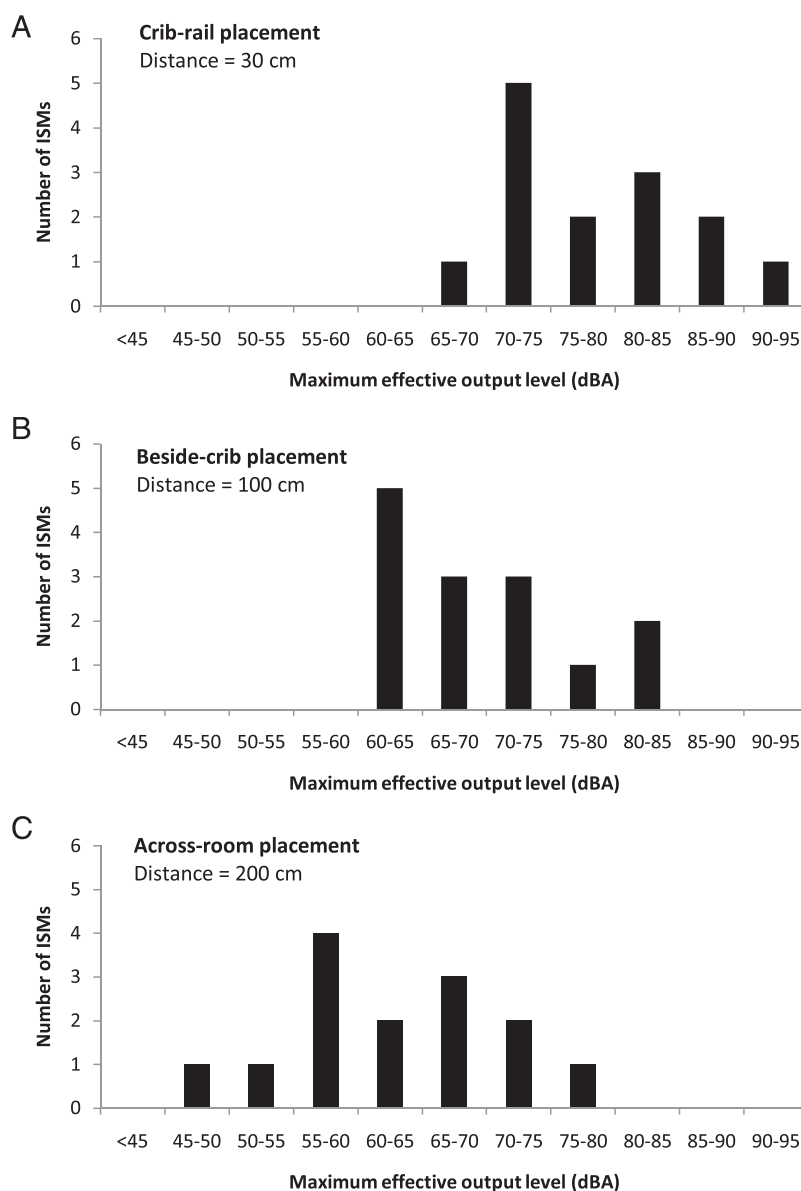 A
Crib-rail placement
Distance = 30 cm
Number of ISMs
6
5
4
3
2
1
0
<45 45-50 50-55 55-60 60-65 65-70 70-75 75-80 80-85 85-90 90-95
Maximum effective output level (dBA)
B
Beside-crib placement
Distance = 100 cm
Number of ISMs
6
5
4
3
2
1
0
<45 45-50 50-55 55-60 60-65 65-70 70-75 75-80 80-85 85-90 90-95
Maximum effective output level (dBA)
C
Across-room placement
Distance = 200 cm
Number of ISMs
6
5
4
3
2
1
0
<45 45-50 50-55 55-60 60-65 65-70 70-75 75-80 80-85 85-90 90-95
Maximum effective output level (dBA)